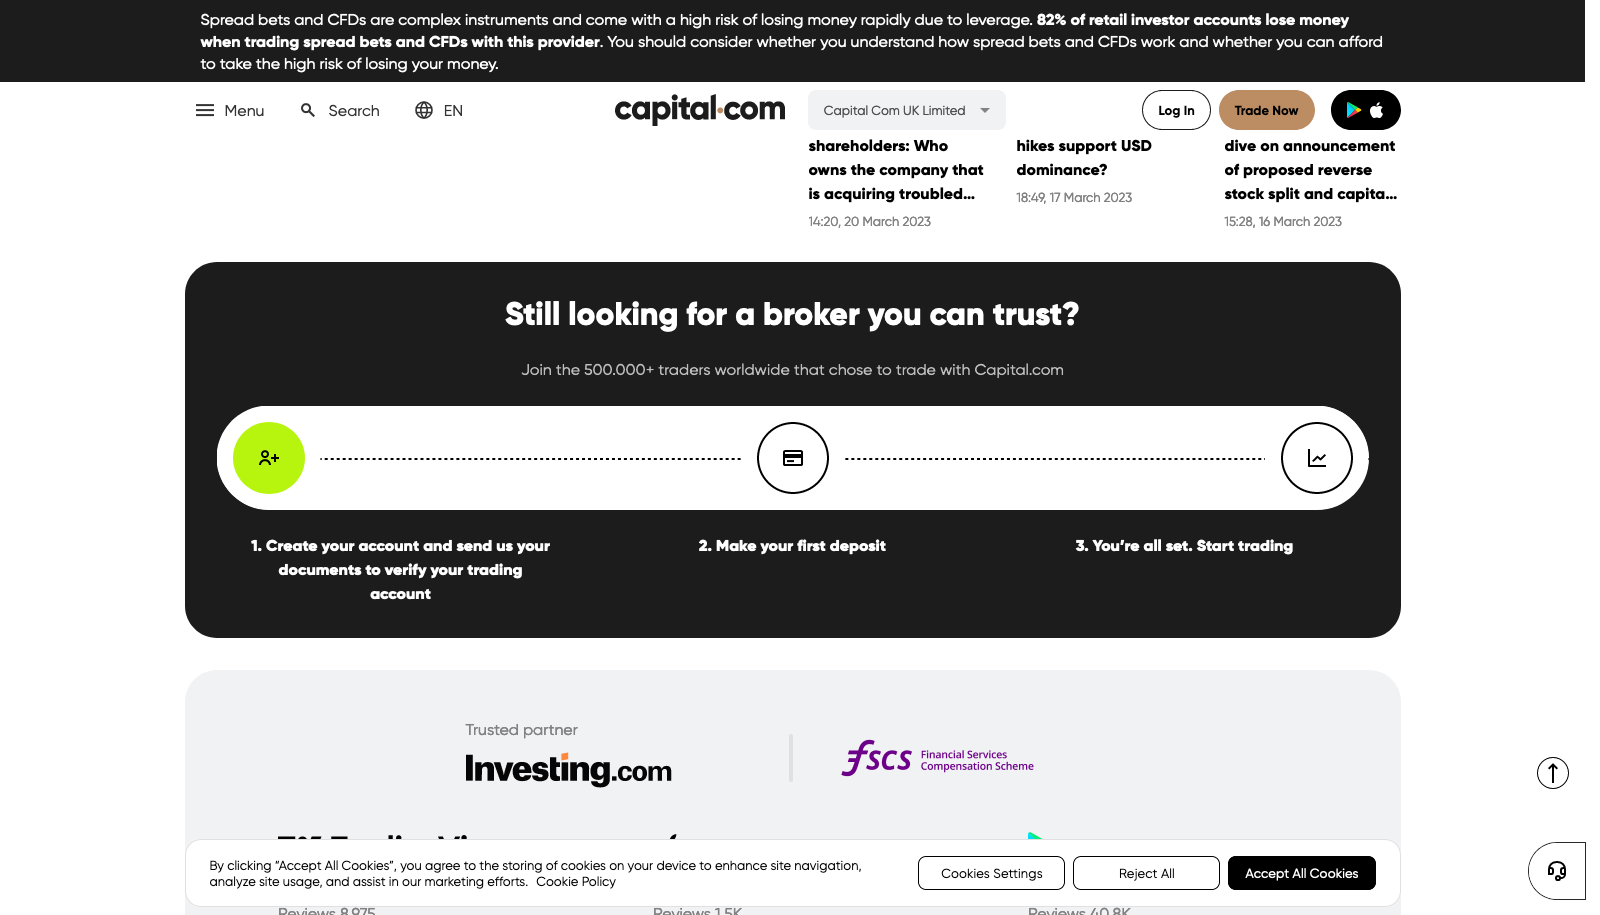 Spread bets and CFDs are complex instruments and come with a high risk of losing money rapidly due to leverage. 82% of retail investor accounts lose money
when trading spread bets and CFDs with this provider. You should consider whether you understand how spread bets and CFDs work and whether you can afford
to take the high risk of losing your money.
Menu
Search
EN
capital.com
Capital Com UK Limited
Log In
Trade Now
shareholders: Who
owns the company that
is acquiring troubled...
14:20, 20 March 2023
hikes support USD
dominance?
18:49, 17 March 2023
dive on announcement
of proposed reverse
stock split and capita...
15:28, 16 March 2023
Still looking for a broker you can trust?
Join the 500.000+ traders worldwide that chose to trade with Capital.com
1. Create your account and send us your
documents to verify your trading
account
2. Make your first deposit
3. You’re all set. Start trading
Trusted partner
Investing.com
fscs Financial Services
Compensation Scheme
By clicking “Accept All Cookies”, you agree to the storing of cookies on your device to enhance site navigation,
analyze site usage, and assist in our marketing efforts. Cookie Policy
Cookies Settings
Reject All
Accept All Cookies
Reviews 8,975
Reviews 1.5K
Reviews 40.8K